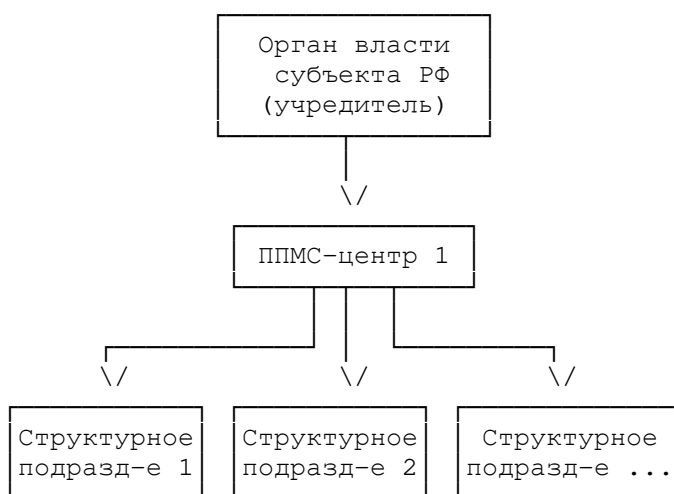 Орган власти
субъекта РФ
(учредитель)
\/
ППМС-центр 1
\/ \/ \/
Структурное Структурное Структурное
подразд-е 1 подразд-е 2 подразд-е ...